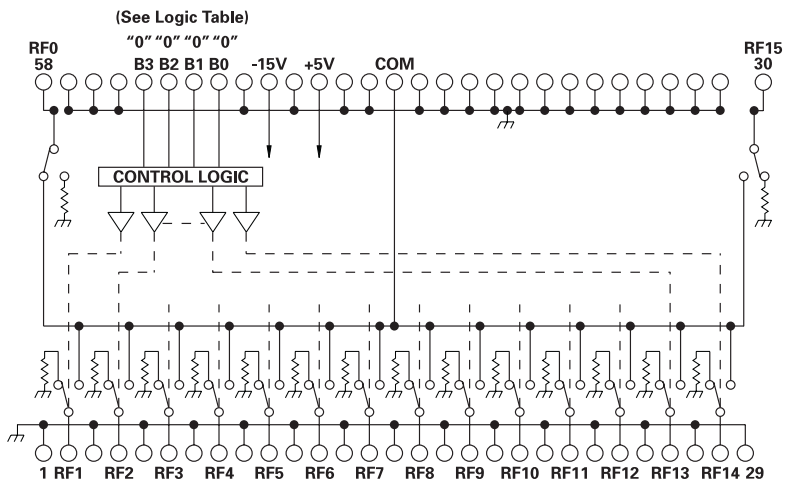 (See Logic Table)
RF0 “0” “0” “0” “0” RF15
58 B3 B2 B1 B0 -15V +5V COM 30
CONTROL LOGIC
1 RF1 RF2 RF3 RF4 RF5 RF6 RF7 RF8 RF9 RF10 RF11 RF12 RF13 RF14 29